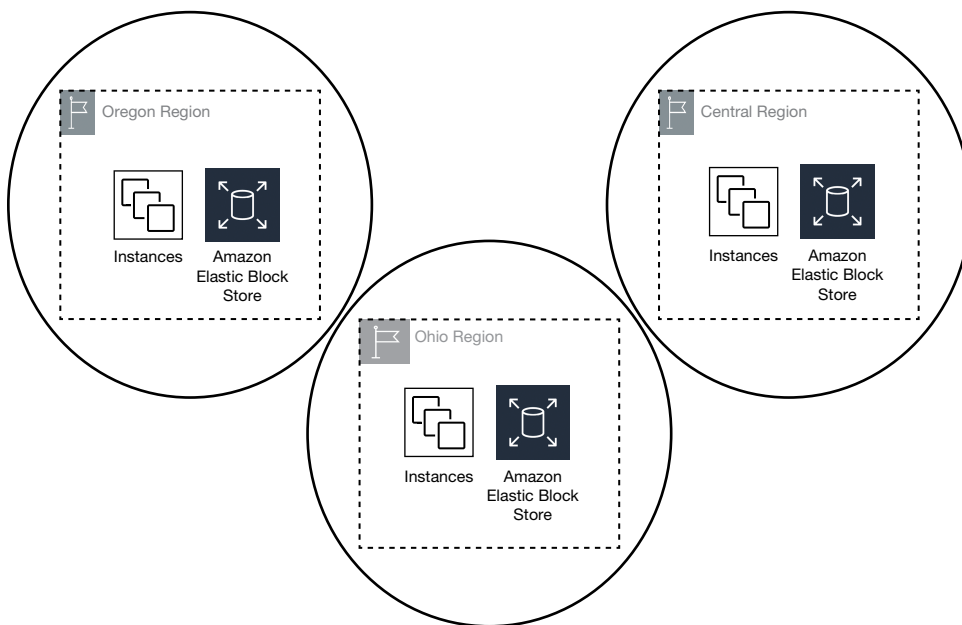 Oregon Region
Instances
Amazon
Elastic Block
Store
Central Region
Instances
Amazon
Elastic Block
Store
Ohio Region
Instances
Amazon
Elastic Block
Store